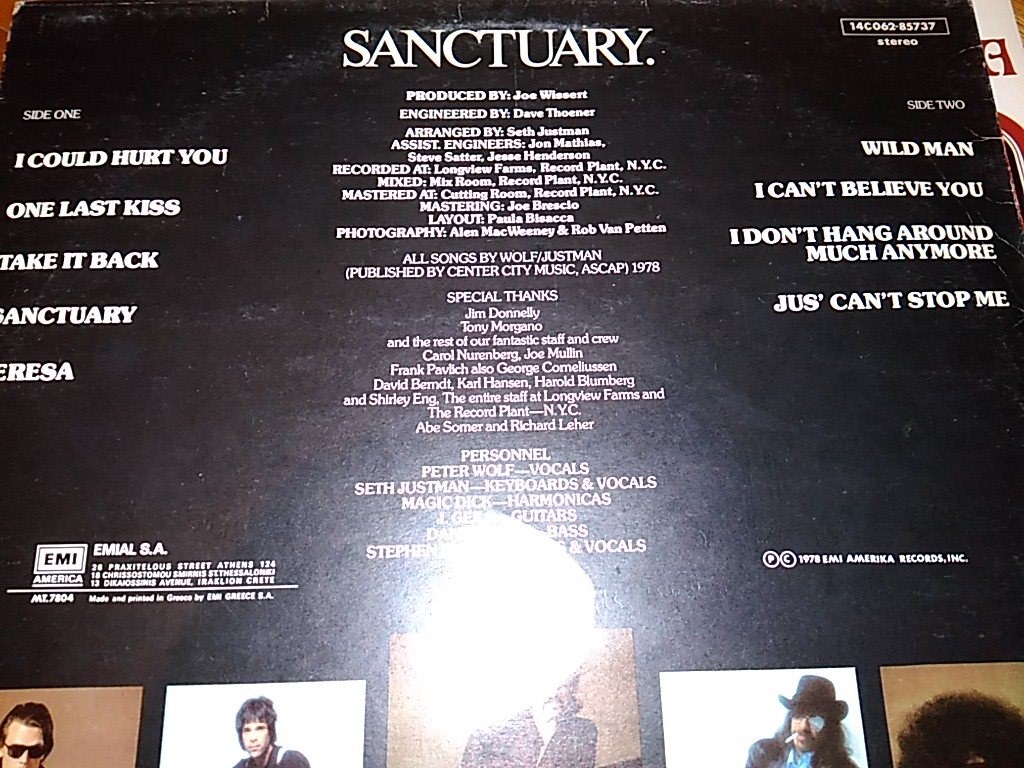 14C062-85737
stereo
SANCTUARY.
PRODUCED BY: Joe Wissert
ENGINEERED BY: Dave Thoener
ARRANGED BY: Seth Justman
ASSIST. ENGINEERS: Jon Mathias,
Steve Satter, Jesse Henderson
RECORDED AT: Longview Farms, Record Plant, N.Y.C.
MIXED: Mix Room, Record Plant, N.Y.C.
MASTERED AT: Cutting Room, Record Plant, N.Y.C.
MASTERING: Joe Brescio
LAYOUT: Paula Bisacca
PHOTOGRAPHY: Alen MacWeeney & Rob Van Petten
ALL SONGS BY WOLF/JUSTMAN
(PUBLISHED BY CENTER CITY MUSIC, ASCAP) 1978
SPECIAL THANKS
Jim Donnelly
Tony Morgano
and the rest of our fantastic staff and crew
Carol Nurenberg, Joe Mullin
Frank Pavlich also George Corneliussen
David Berndt, Karl Hansen, Harold Blumberg
and Shirley Eng, The entire staff at Longview Farms and
The Record Plant—N.Y.C.
Abe Somer and Richard Leher
PERSONNEL
PETER WOLF—VOCALS
SETH JUSTMAN—KEYBOARDS & VOCALS
MAGIC DICK—HARMONICAS
J. GUITARS
BASS
STEPHEN & VOCALS
SIDE ONE
I COULD HURT YOU
ONE LAST KISS
TAKE IT BACK
SANCTUARY
ERESA
SIDE TWO
WILD MAN
I CAN'T BELIEVE YOU
I DON'T HANG AROUND
MUCH ANYMORE
JUS' CAN'T STOP ME
EMI
AMERICA
MT.7804
EMIAL S.A.
28 PRAXITELOUS STREET ATHENS 124
18 CHRISSOSTOMOU SMIRNIS ST.THESSALONIKI
13 DIKAIOSSINIS AVENUE, IRAKLION CRETE
Made and printed in Greece by EMI GREECE S.A.
Ⓟ Ⓒ 1978 EMI AMERIKA RECORDS, INC.